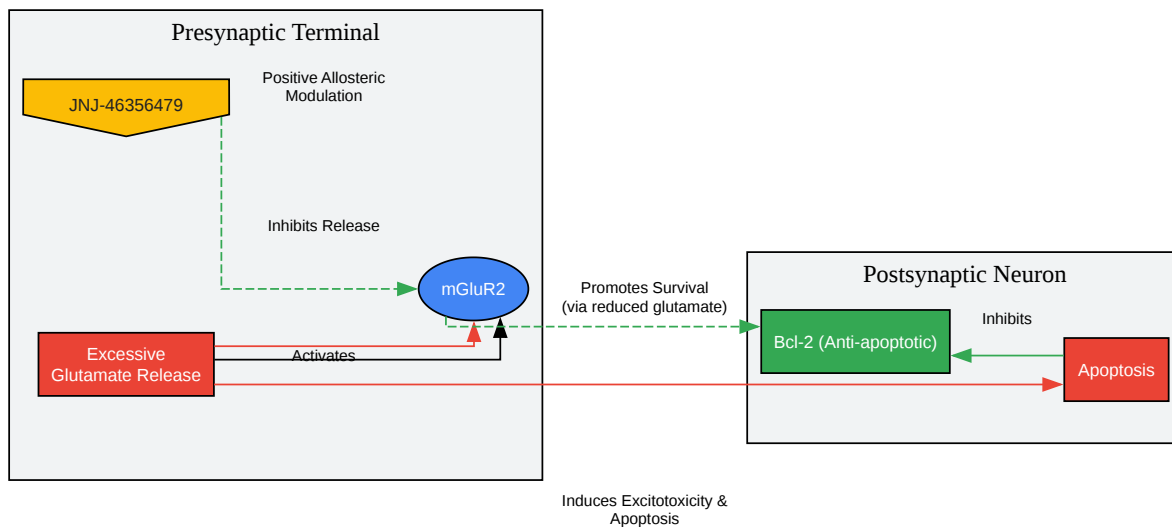 Presynaptic Terminal
Positive Allosteric
Modulation
JNJ-46356479
Inhibits Release
mGluR2
Excessive
Glutamate Release
Activates
Promotes Survival
(via reduced glutamate)
Postsynaptic Neuron
Inhibits
Bcl-2 (Anti-apoptotic)
Apoptosis
Induces Excitotoxicity &
Apoptosis